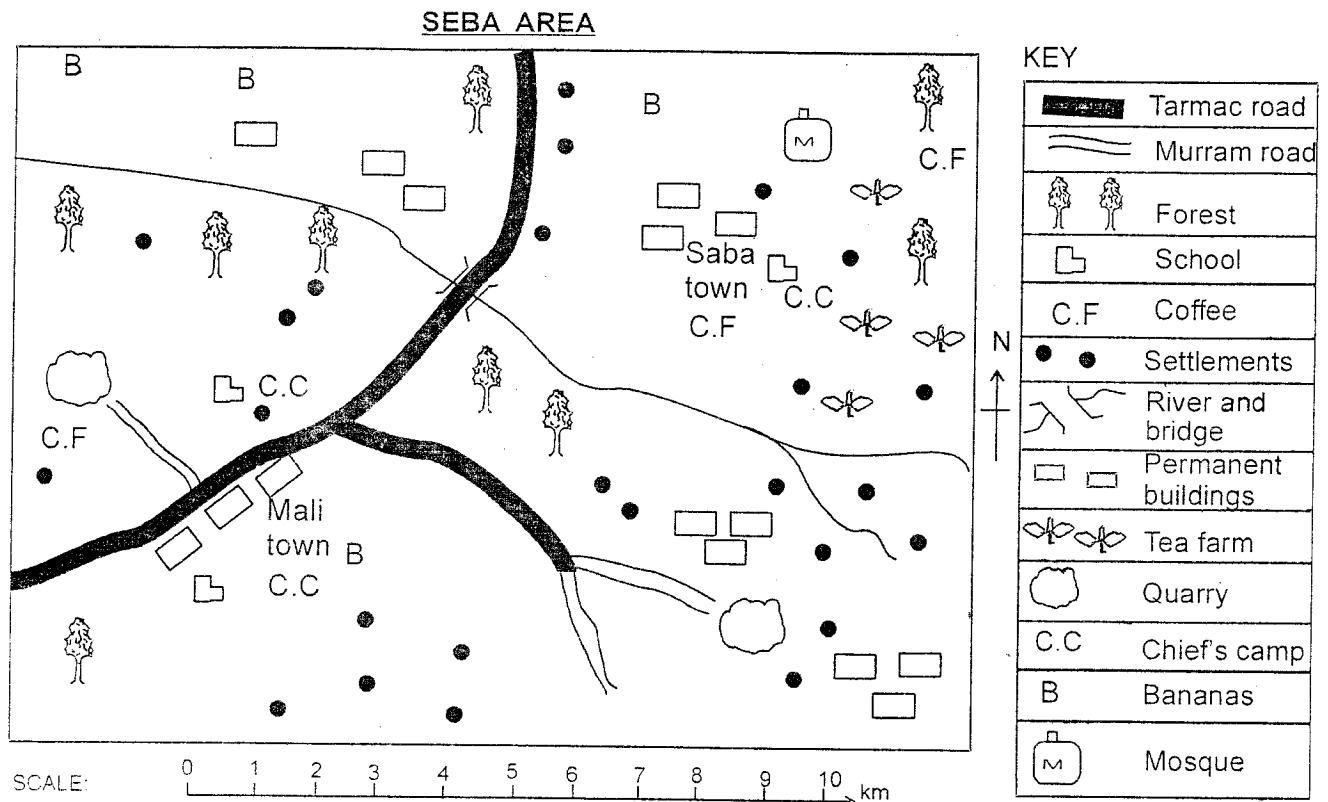 SEBA AREA
B
B
B
M
C.F
Saba
town
C.C
C.F
C.C
C.F
Mali
town
B
C.C
N
KEY
Tarmac road
Murram road
Forest
School
C.F Coffee
Settlements
River and
bridge
Permanent
buildings
Tea farm
Quarry
C.C Chief's camp
B Bananas
M Mosque
SCALE: 0 1 2 3 4 5 6 7 8 9 10 km